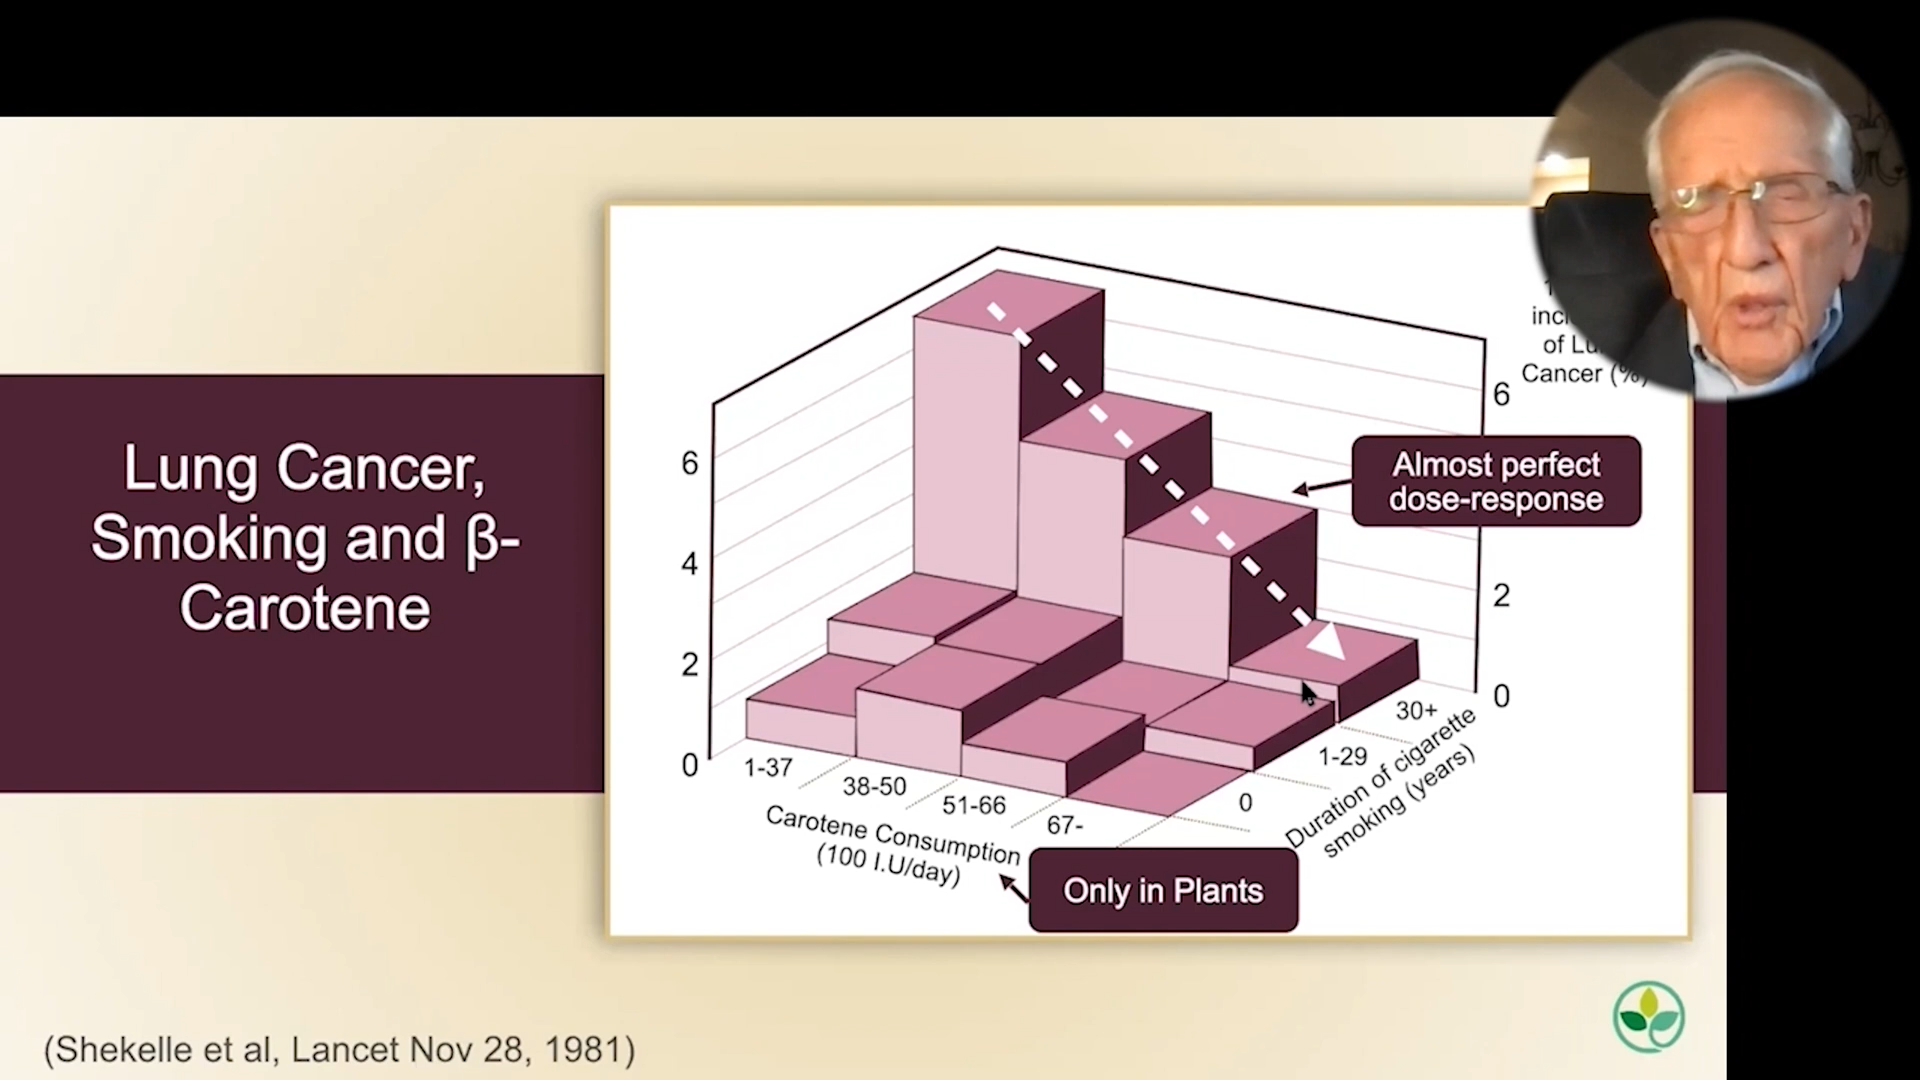 Lung Cancer,
Smoking and β-
Carotene
of
Cancer (%)
6
4
2
0
6
2
0
Almost perfect
dose-response
1-37
38-50
51-66
67-
Carotene Consumption
(100 I.U/day)
0
1-29
30+
Duration of cigarette
smoking (years)
Only in Plants
(Shekelle et al, Lancet Nov 28, 1981)